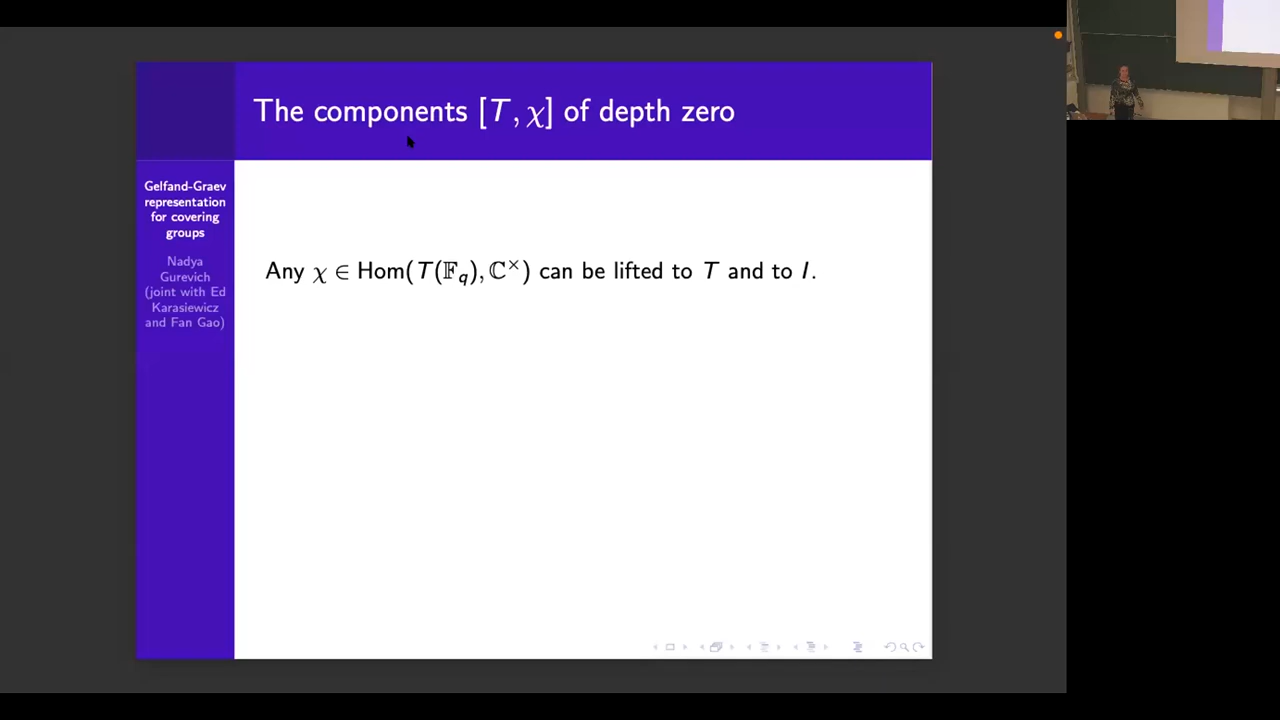 The components [T, χ] of depth zero
Gelfand-Graev
representation
for covering
groups
Nadya
Gurevich
(joint with Ed
Karasiewicz
and Fan Gao)
Any χ ∈ Hom(T(𝔽_q), ℂ^×) can be lifted to T and to I.